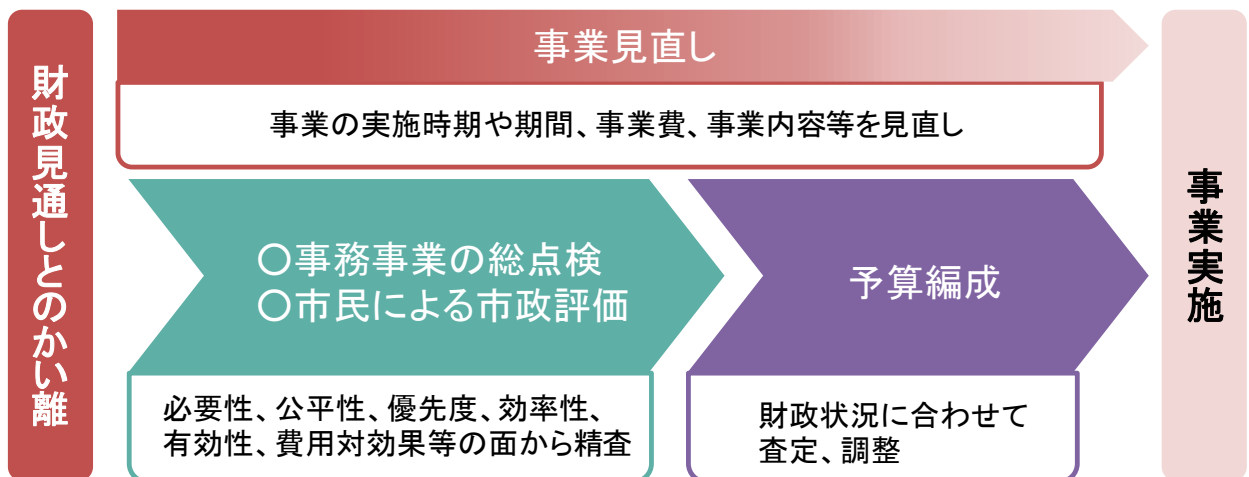 財政見通しとのかい離
事業見直し
事業の実施時期や期間、事業費、事業内容等を見直し
〇事務事業の総点検
〇市民による市政評価
必要性、公平性、優先度、効率性、
有効性、費用対効果等の面から精査
予算編成
財政状況に合わせて
査定、調整
事業実施